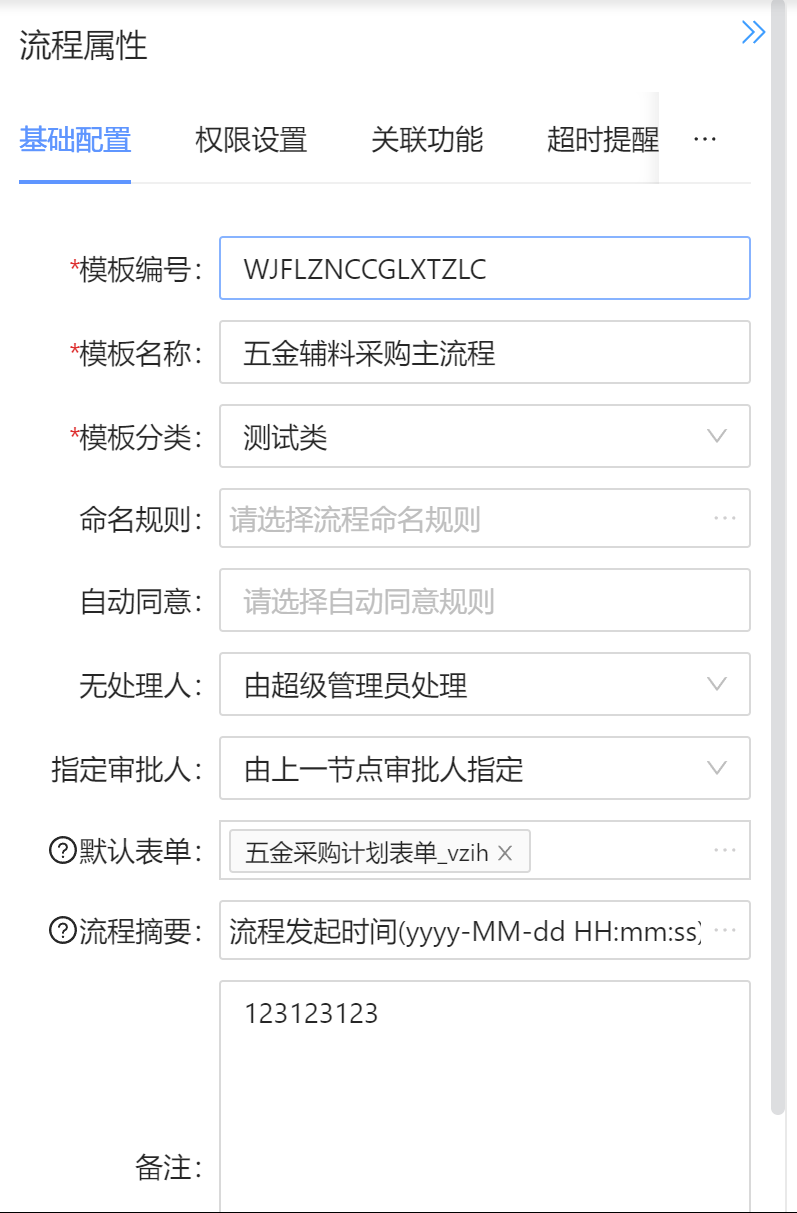 流程属性
基础配置 权限设置 关联功能 超时提醒 ···
*模板编号： WJFLZNCCGLXTZLC
*模板名称： 五金辅料采购主流程
*模板分类： 测试类
命名规则： 请选择流程命名规则 ···
自动同意： 请选择自动同意规则
无处理人： 由超级管理员处理
指定审批人： 由上一节点审批人指定
?默认表单： 五金采购计划表单_vzih × ···
?流程摘要： 流程发起时间(yyyy-MM-dd HH:mm:ss) ···
123123123
备注：